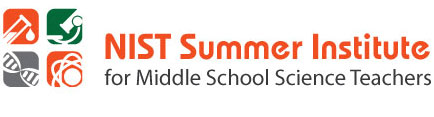 NIST Summer Institute
for Middle School Science Teachers